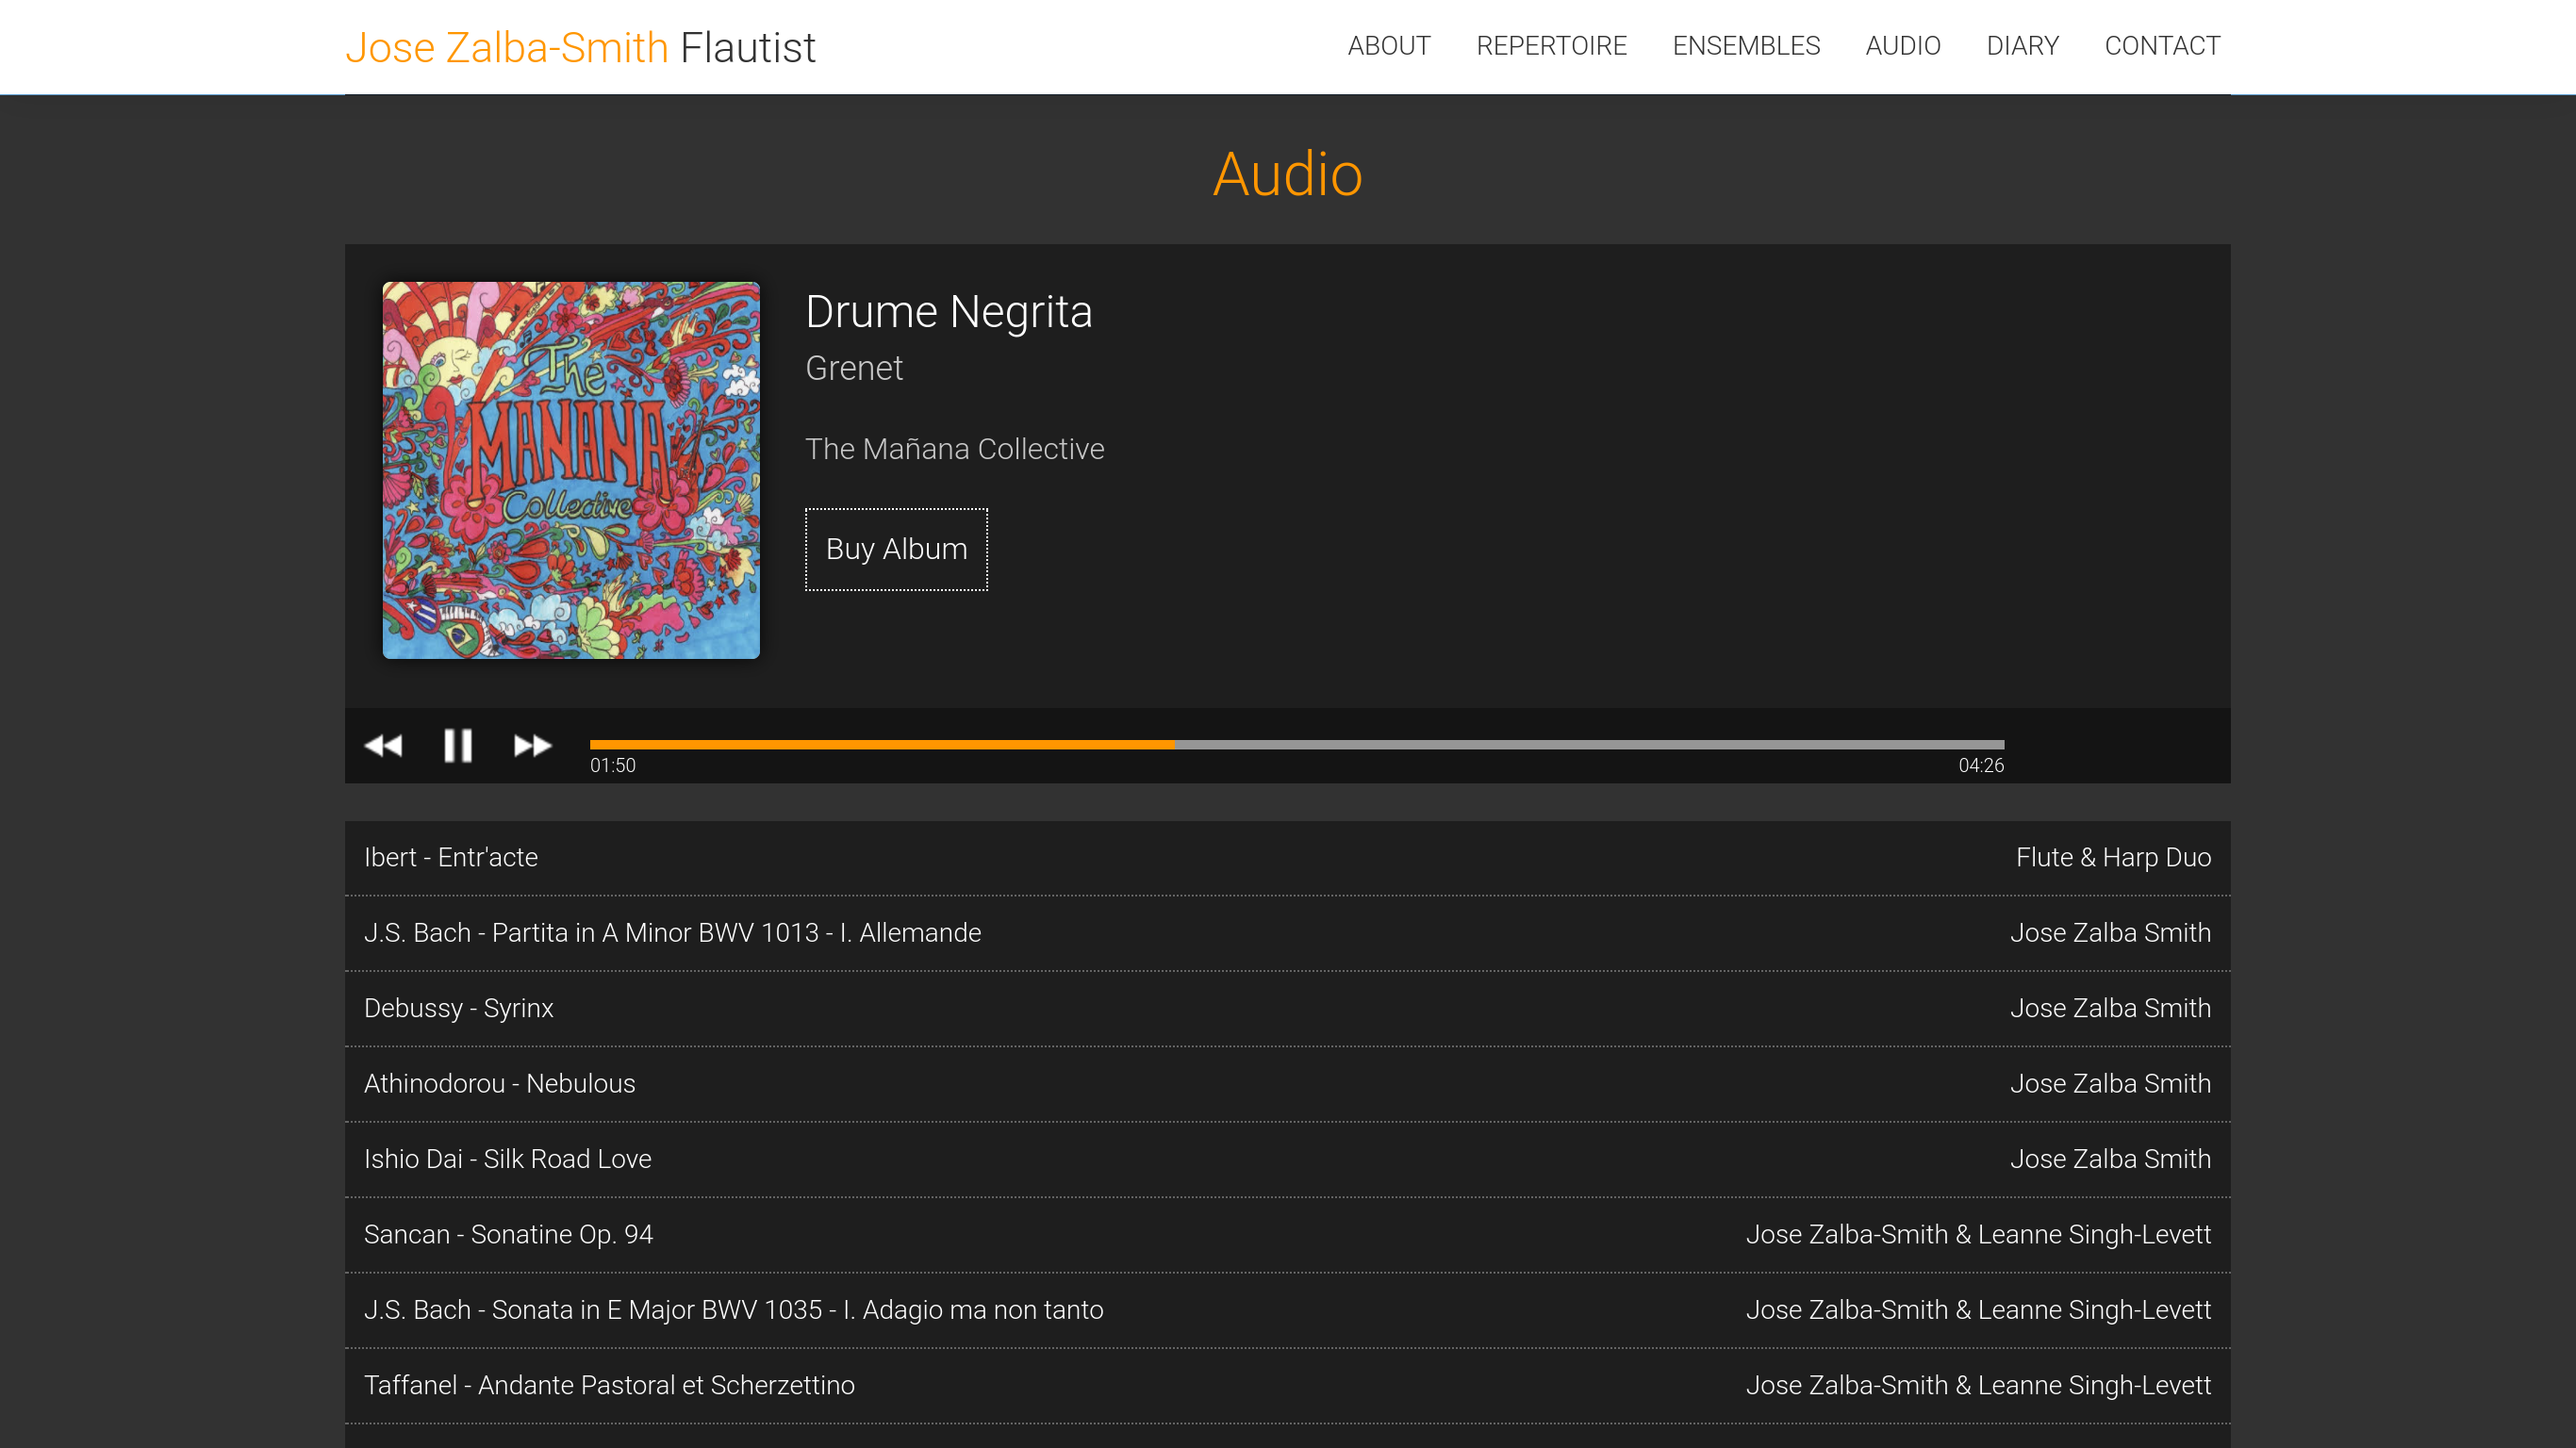 Jose Zalba-Smith Flautist
ABOUT REPERTOIRE ENSEMBLES AUDIO DIARY CONTACT
Audio
The
MANANA
Collective
Drume Negrita
Grenet
The Mañana Collective
Buy Album
01:50
04:26
Ibert - Entr'acte
Flute & Harp Duo
J.S. Bach - Partita in A Minor BWV 1013 - I. Allemande
Jose Zalba Smith
Debussy - Syrinx
Jose Zalba Smith
Athinodorou - Nebulous
Jose Zalba Smith
Ishio Dai - Silk Road Love
Jose Zalba Smith
Sancan - Sonatine Op. 94
Jose Zalba-Smith & Leanne Singh-Levett
J.S. Bach - Sonata in E Major BWV 1035 - I. Adagio ma non tanto
Jose Zalba-Smith & Leanne Singh-Levett
Taffanel - Andante Pastoral et Scherzettino
Jose Zalba-Smith & Leanne Singh-Levett